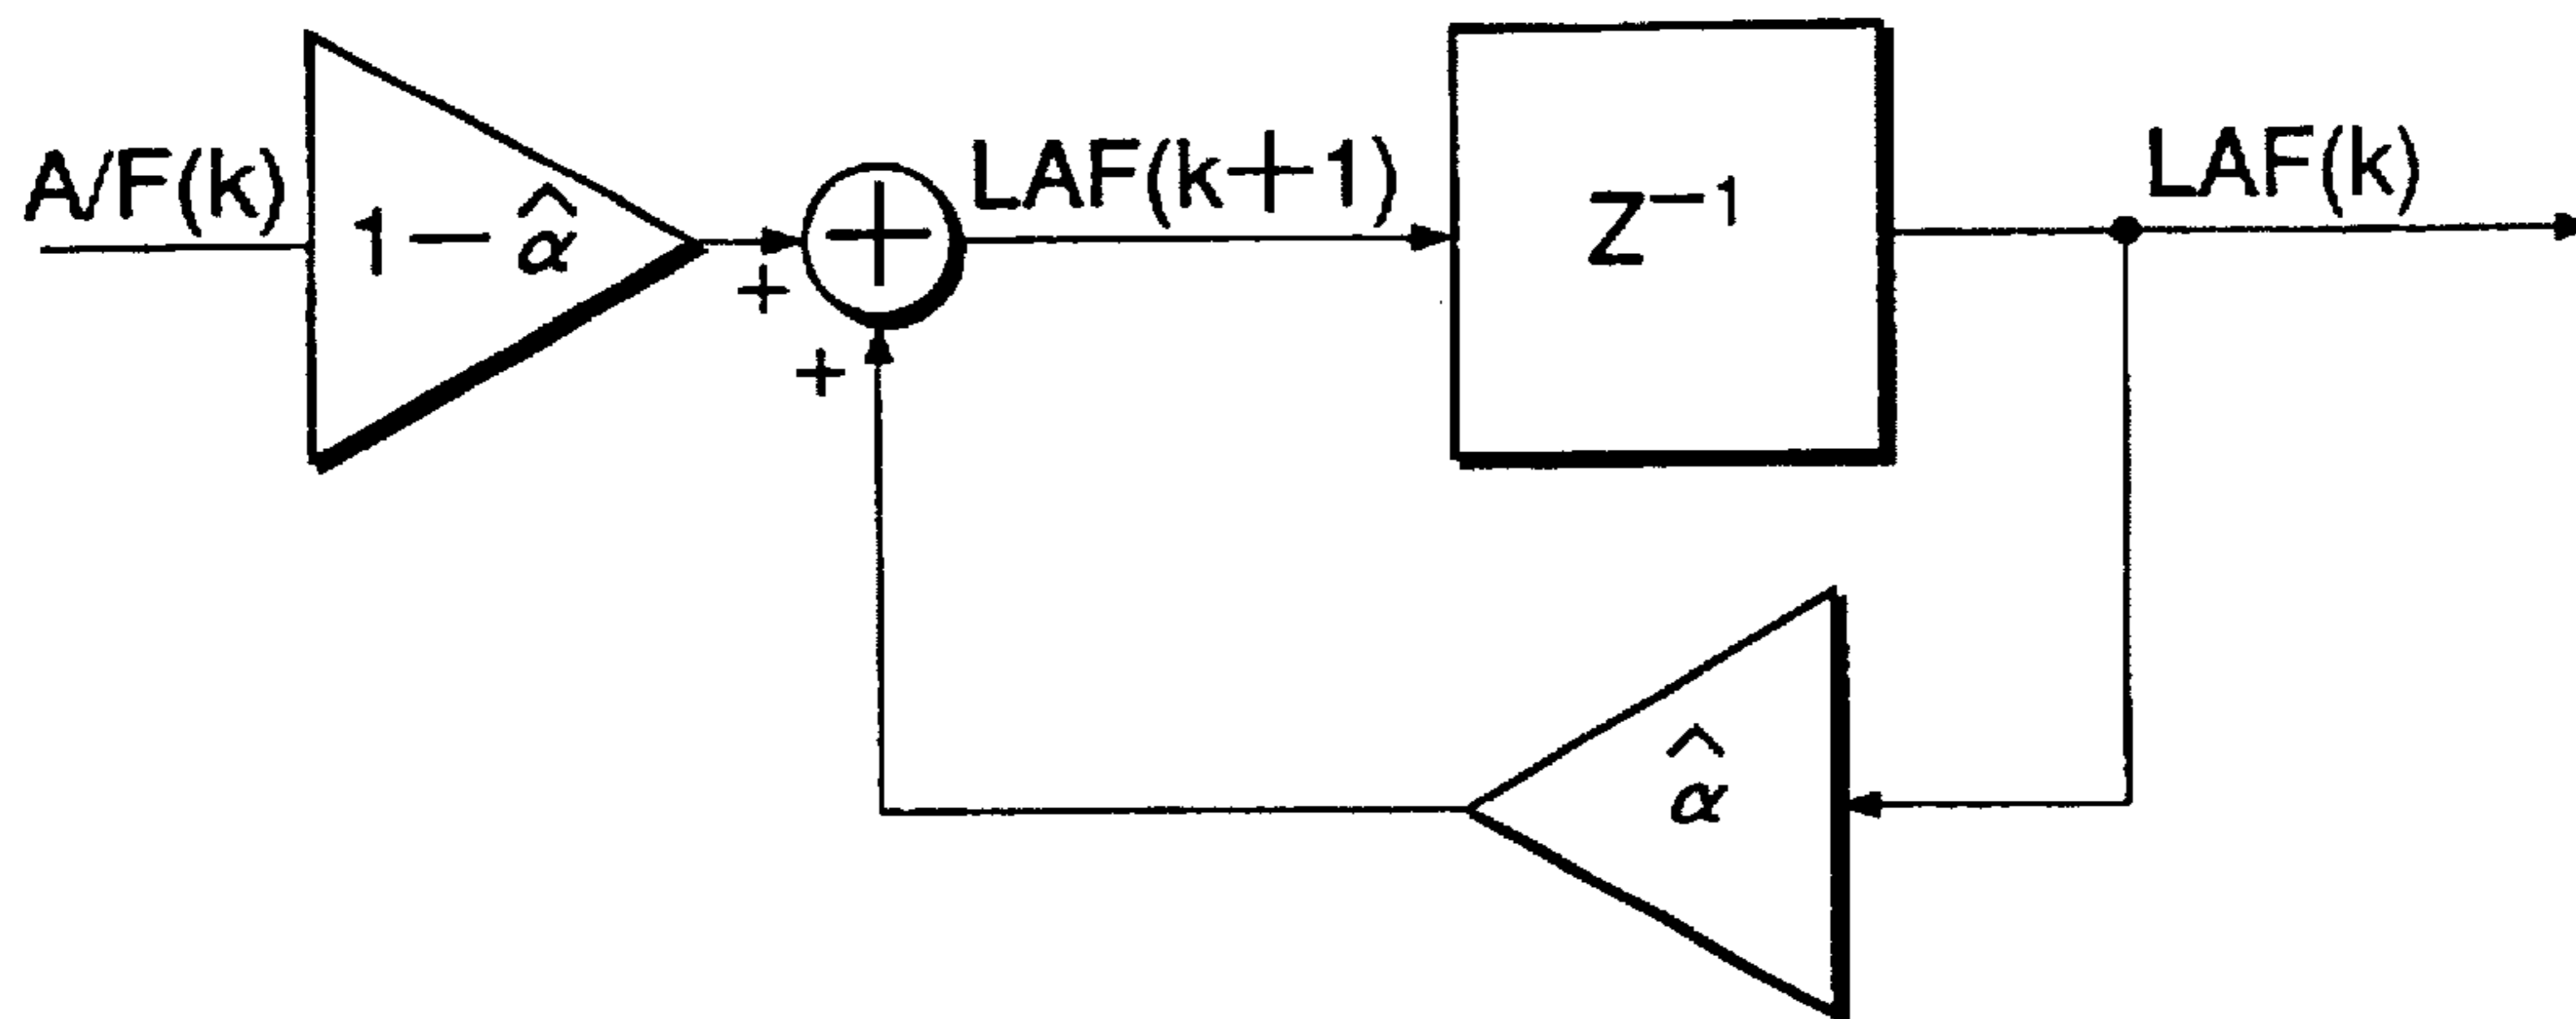 A/F(k)
1−α̂
+
+
+
LAF(k+1)
Z⁻¹
LAF(k)
α̂